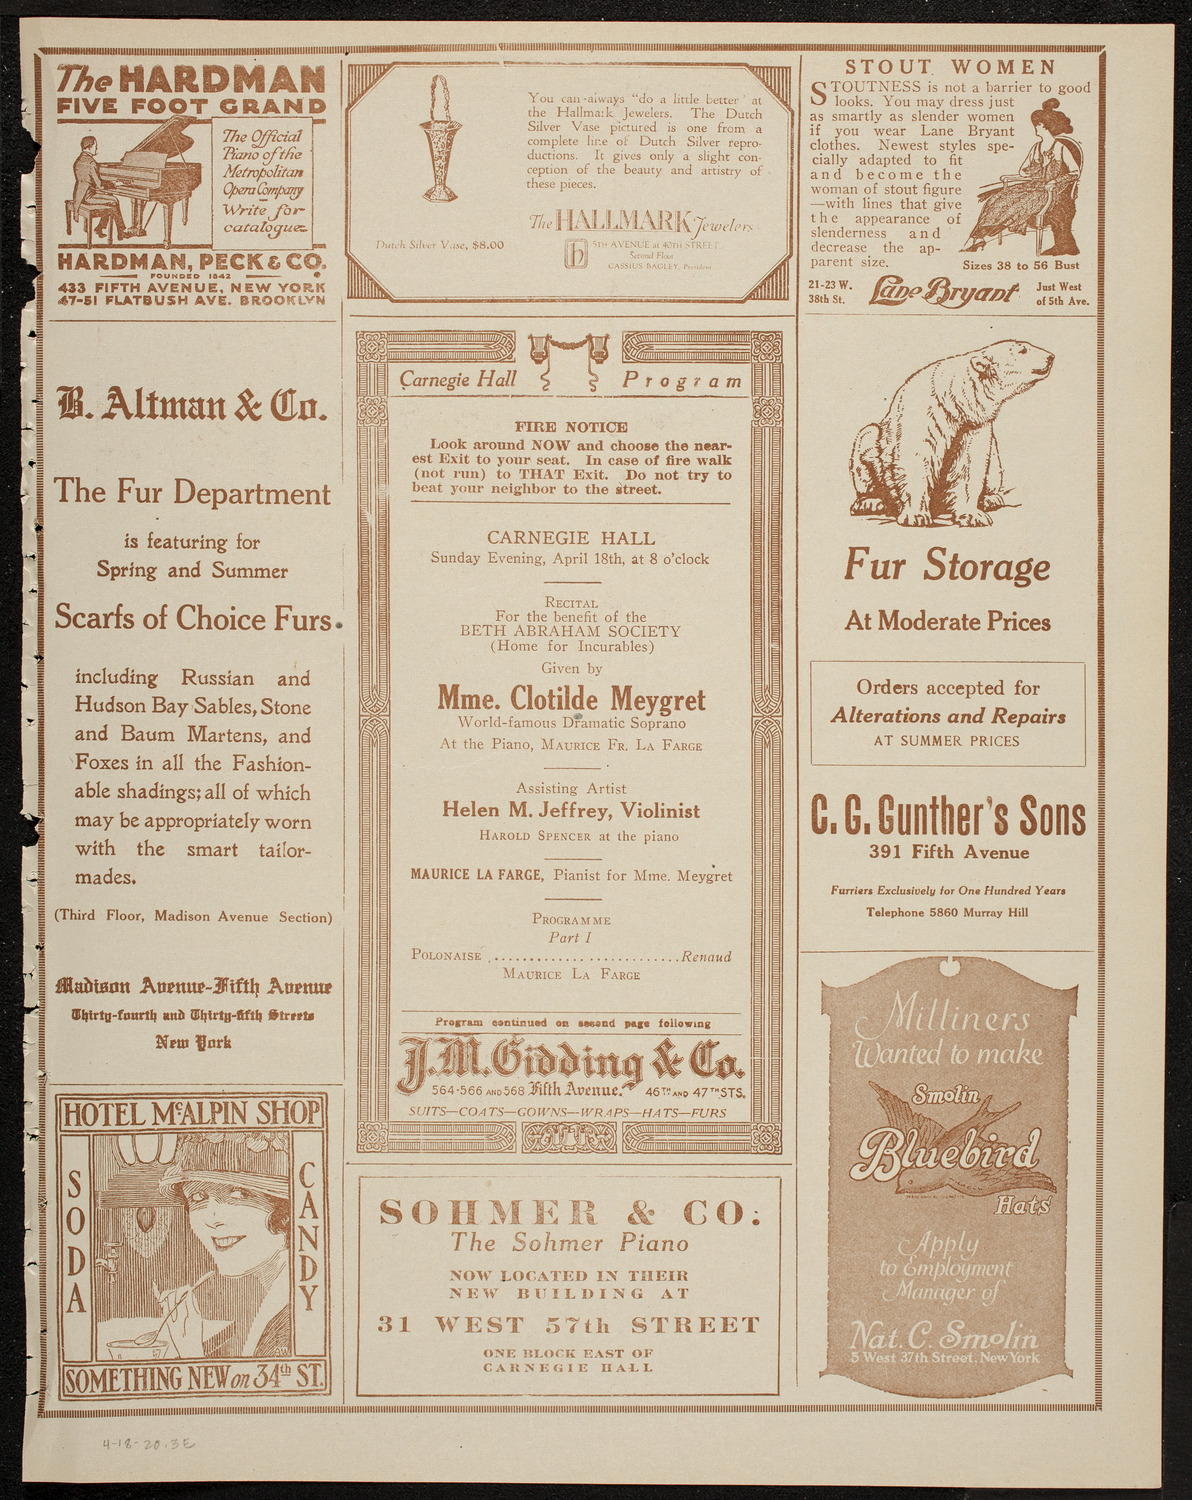 The HARDMAN
FIVE FOOT GRAND
The Official
Piano of the
Metropolitan
Opera Company
Write for
catalogue
HARDMAN, PECK & CO.
FOUNDED 1842
433 FIFTH AVENUE, NEW YORK
47-51 FLATBUSH AVE. BROOKLYN
B. Altman & Co.
The Fur Department
is featuring for
Spring and Summer
Scarfs of Choice Furs
including Russian and
Hudson Bay Sables, Stone
and Baum Martens, and
Foxes in all the Fashion-
able shadings; all of which
may be appropriately worn
with the smart tailor-
mades.
(Third Floor, Madison Avenue Section)
Madison Avenue-Fifth Avenue
Thirty-fourth and Thirty-fifth Streets
New York
HOTEL McALPIN SHOP
SODA
CANDY
SOMETHING NEW on 34th ST.
You can always "do a little better" at
the Hallmark Jewelers. The Dutch
Silver Vase pictured is one from a
complete line of Dutch Silver repro-
ductions. It gives only a slight con-
ception of the beauty and artistry of
these pieces.
The HALLMARK Jewelers
Dutch Silver Vase, $8.00
h
5TH AVENUE at 40TH STREET
Second Floor
CASSIUS BAGLEY, President
Carnegie Hall Program
FIRE NOTICE
Look around NOW and choose the near-
est Exit to your seat. In case of fire walk
(not run) to THAT Exit. Do not try to
beat your neighbor to the street.
CARNEGIE HALL
Sunday Evening, April 18th, at 8 o'clock
RECITAL
For the benefit of the
BETH ABRAHAM SOCIETY
(Home for Incurables)
Given by
Mme. Clotilde Meygret
World-famous Dramatic Soprano
At the Piano, MAURICE FR. LA FARGE
Assisting Artist
Helen M. Jeffrey, Violinist
HAROLD SPENCER at the piano
MAURICE LA FARGE, Pianist for Mme. Meygret
PROGRAMME
Part I
POLONAISE ..........................Renaud
MAURICE LA FARGE
Program continued on second page following
J.M. Gidding & Co.
564-566 AND 568 Fifth Avenue. 46TH AND 47TH STS.
SUITS—COATS—GOWNS—WRAPS—HATS—FURS
SOHMER & CO.
The Sohmer Piano
NOW LOCATED IN THEIR
NEW BUILDING AT
31 WEST 57th STREET
ONE BLOCK EAST OF
CARNEGIE HALL
STOUT WOMEN
STOUTNESS is not a barrier to good
looks. You may dress just
as smartly as slender women
if you wear Lane Bryant
clothes. Newest styles spe-
cially adapted to fit
and become the
woman of stout figure
—with lines that give
the appearance of
slenderness and
decrease the ap-
parent size.
Sizes 38 to 56 Bust
21-23 W.
38th St.
Lane Bryant
Just West
of 5th Ave.
Fur Storage
At Moderate Prices
Orders accepted for
Alterations and Repairs
AT SUMMER PRICES
C. G. Gunther's Sons
391 Fifth Avenue
Furriers Exclusively for One Hundred Years
Telephone 5860 Murray Hill
Milliners
Wanted to make
Smolin
Bluebird
Hats
Apply
to Employment
Manager of
Nat. C. Smolin
5 West 37th Street, New York
4-18-20.3E